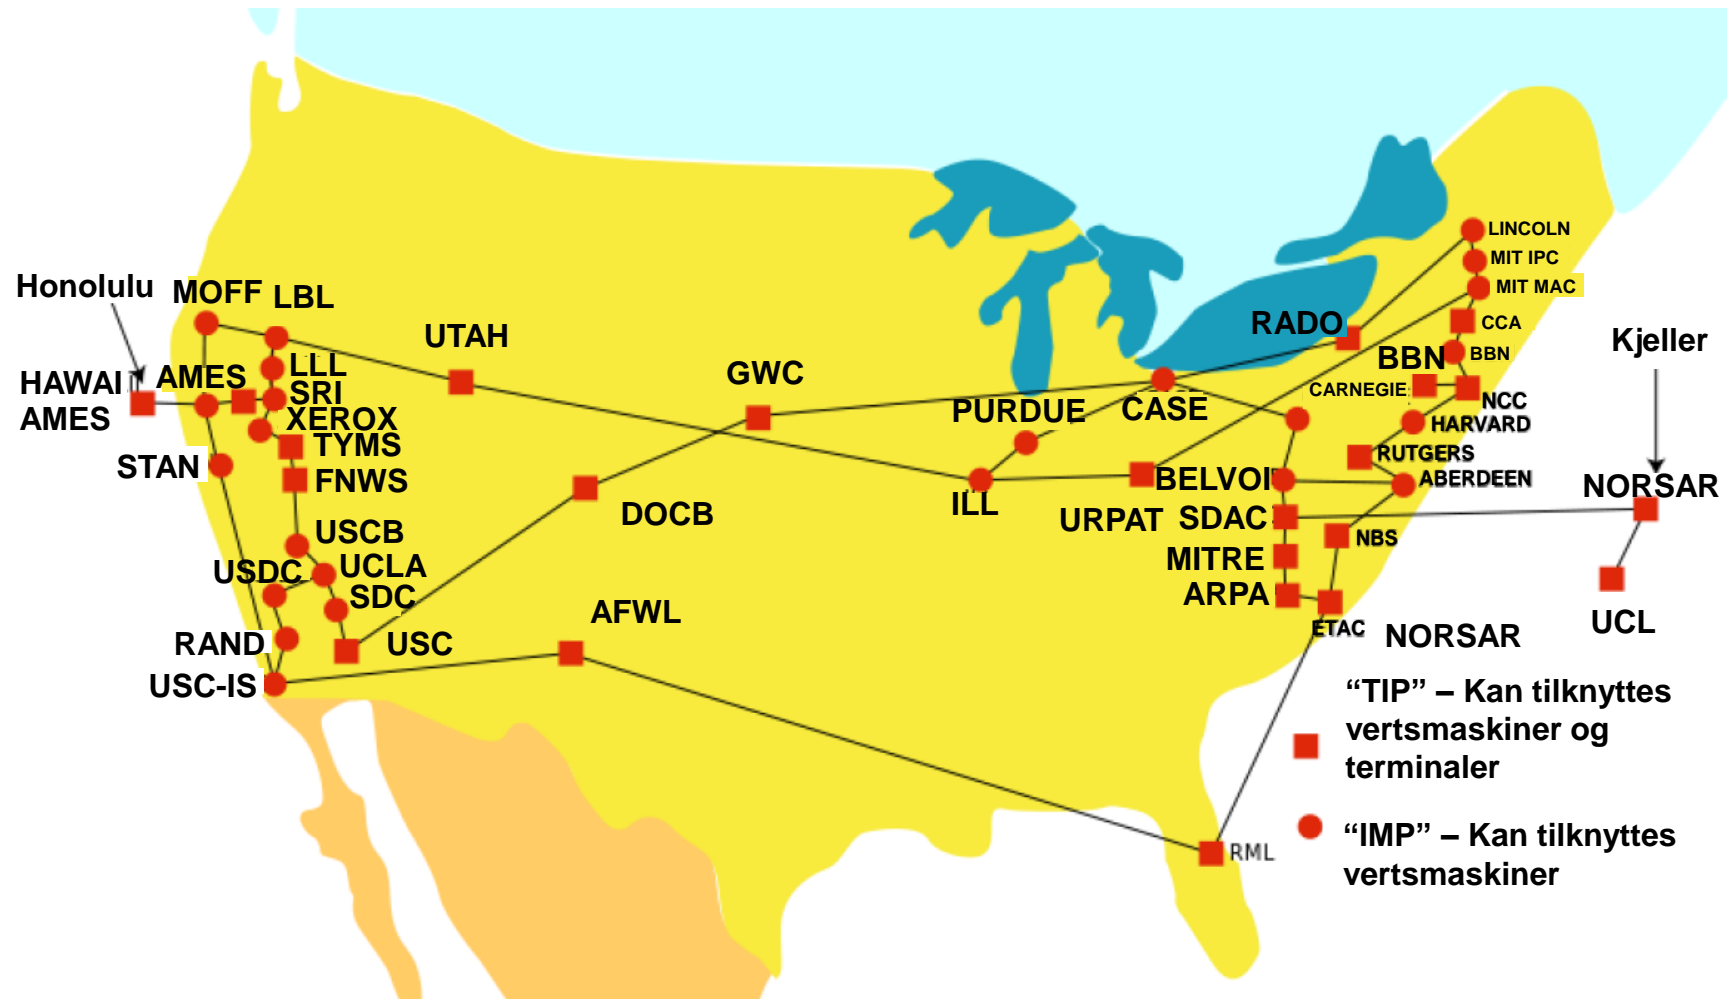 Honolulu
MOFF
LBL
HAWAI
AMES
AMES
LLL
SRI
XEROX
TYMS
STAN
FNWS
USCB
USDC
UCLA
SDC
RAND
USC
USC-IS
UTAH
GWC
DOCB
AFWL
PURDUE
CASE
ILL
URPAT
RADO
BELVOI
SDAC
MITRE
ARPA
LINCOLN
MIT IPC
MIT MAC
CCA
BBN
BBN
CARNEGIE
NCC
HARVARD
RUTGERS
ABERDEEN
NBS
ETAC
RML
Kjeller
NORSAR
UCL
NORSAR
“TIP” – Kan tilknyttes
vertsmaskiner og
terminaler
“IMP” – Kan tilknyttes
vertsmaskiner